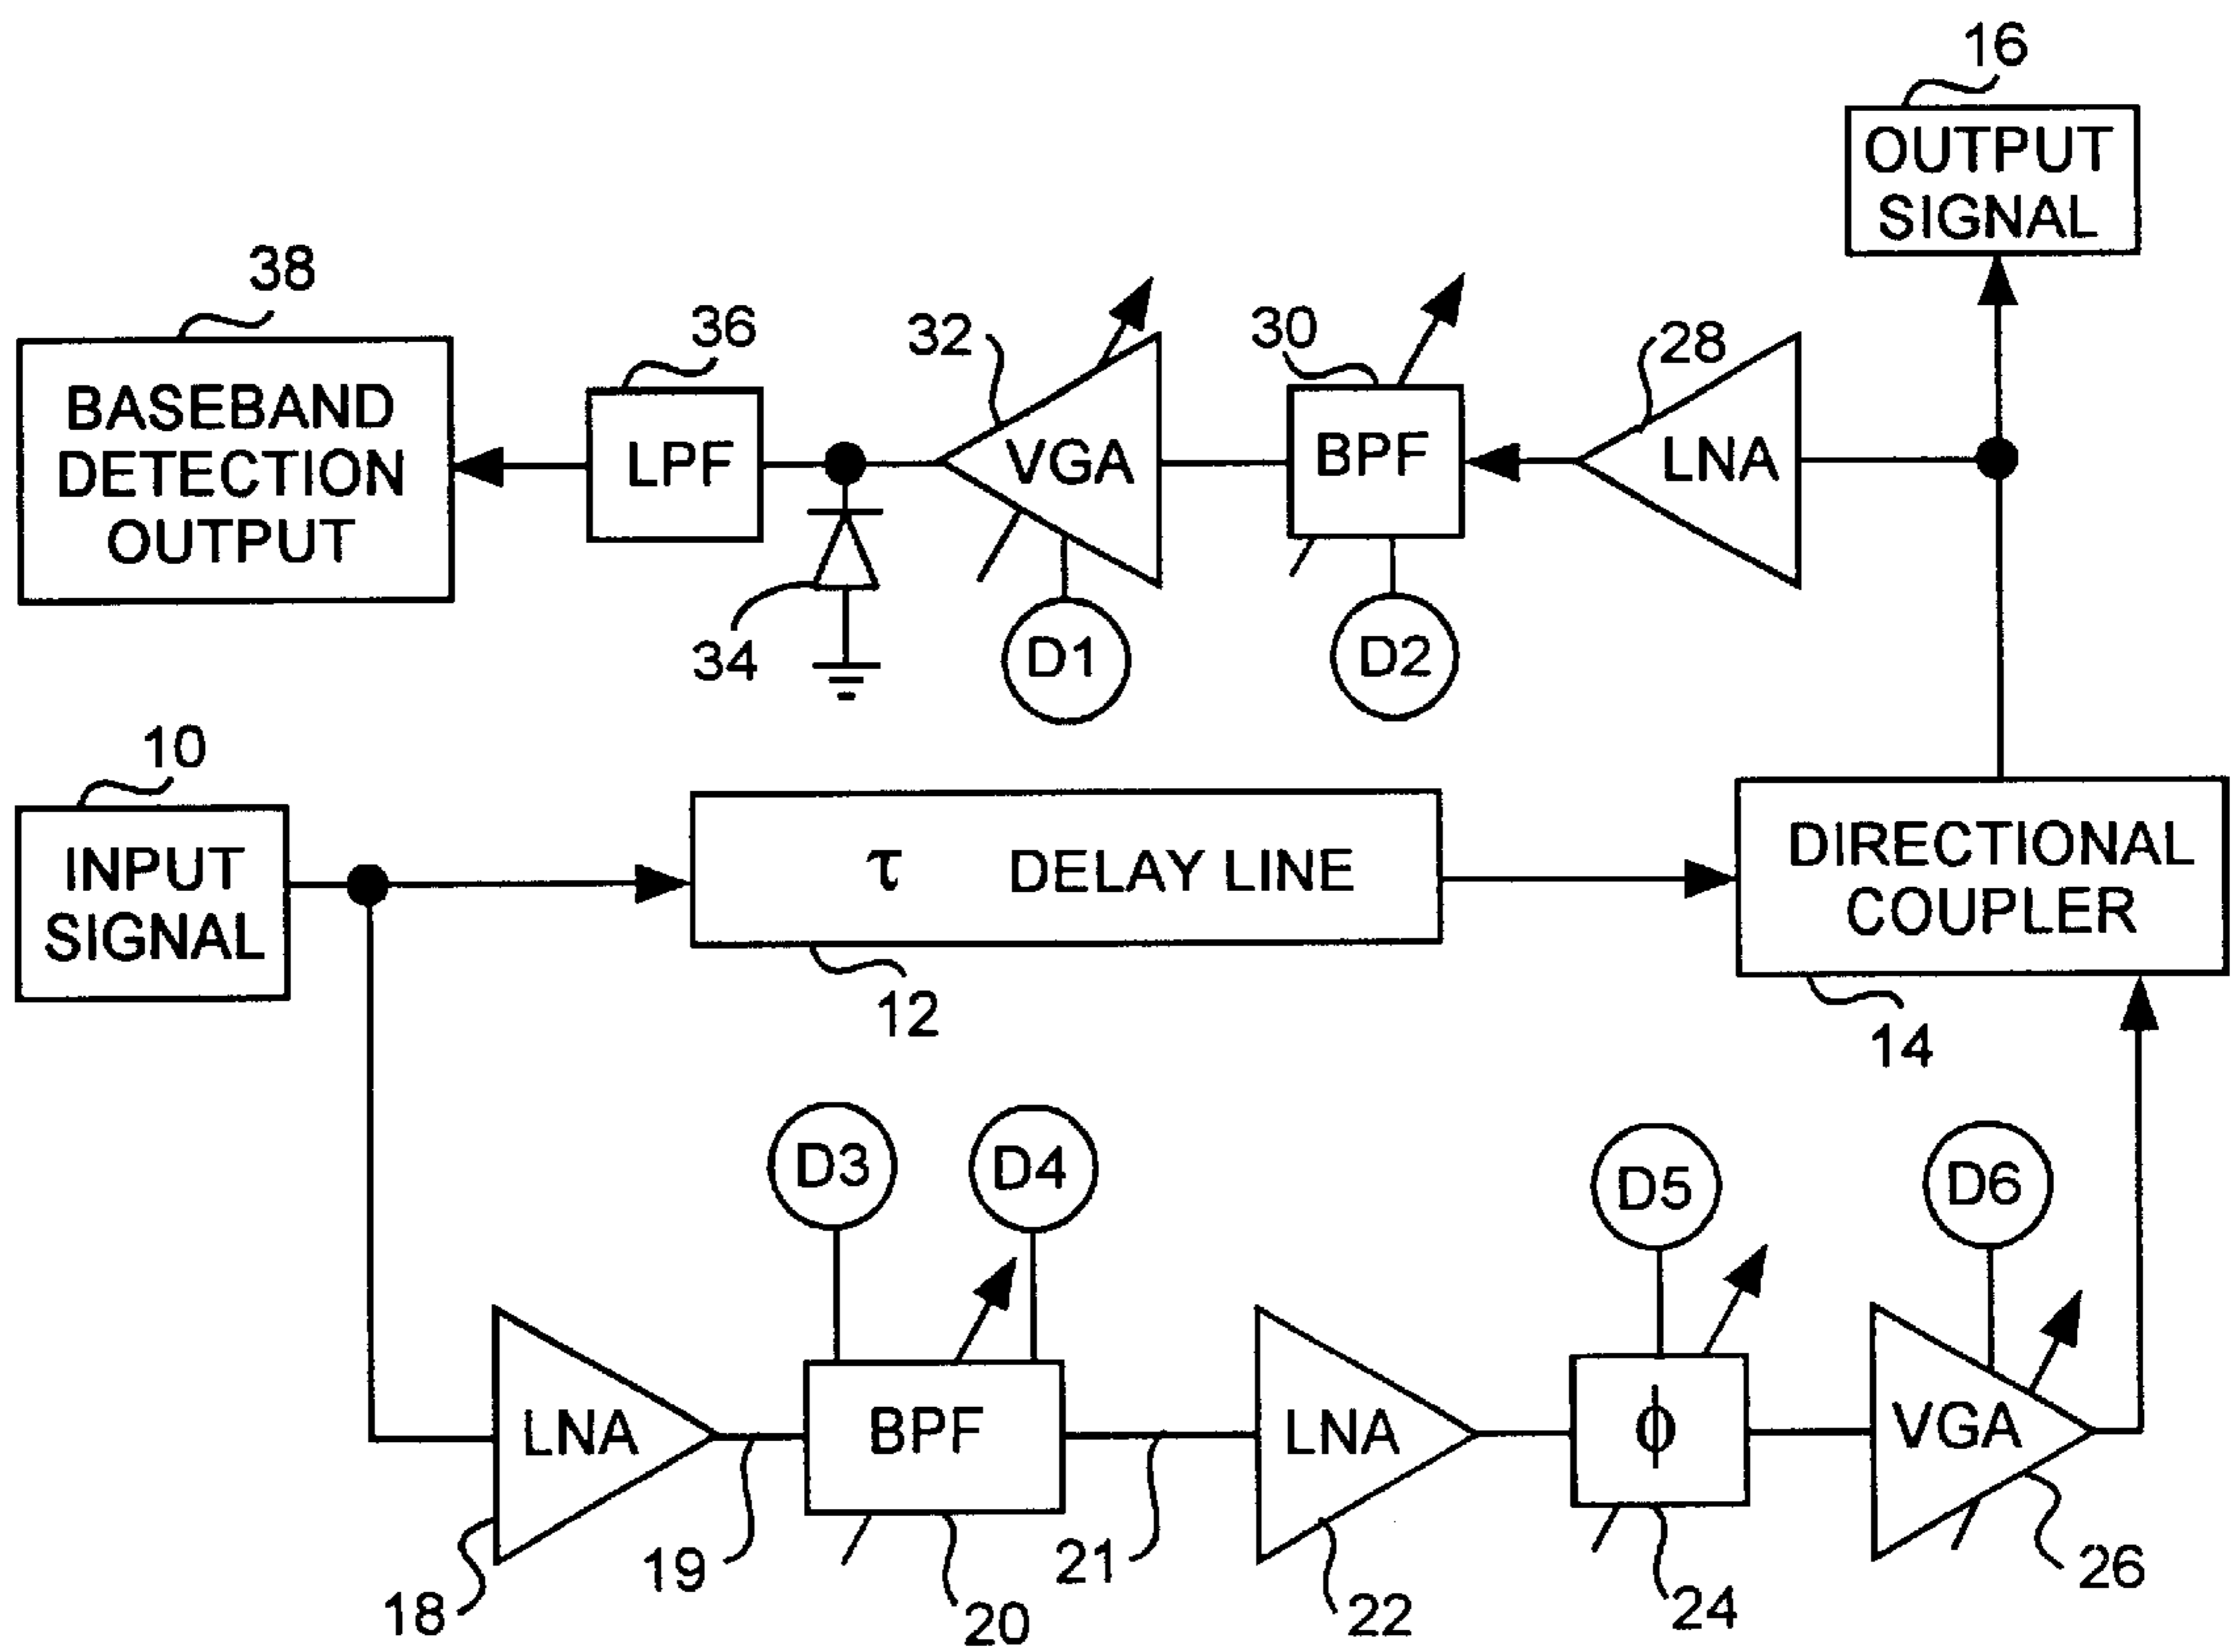 16
OUTPUT
SIGNAL
38
36
32
30
28
BASEBAND
DETECTION
OUTPUT
LPF
VGA
BPF
LNA
34
D1
D2
10
INPUT
SIGNAL
τ DELAY LINE
DIRECTIONAL
COUPLER
12
14
D3
D4
D5
D6
LNA
BPF
LNA
ϕ
VGA
18
19
20
21
22
24
26